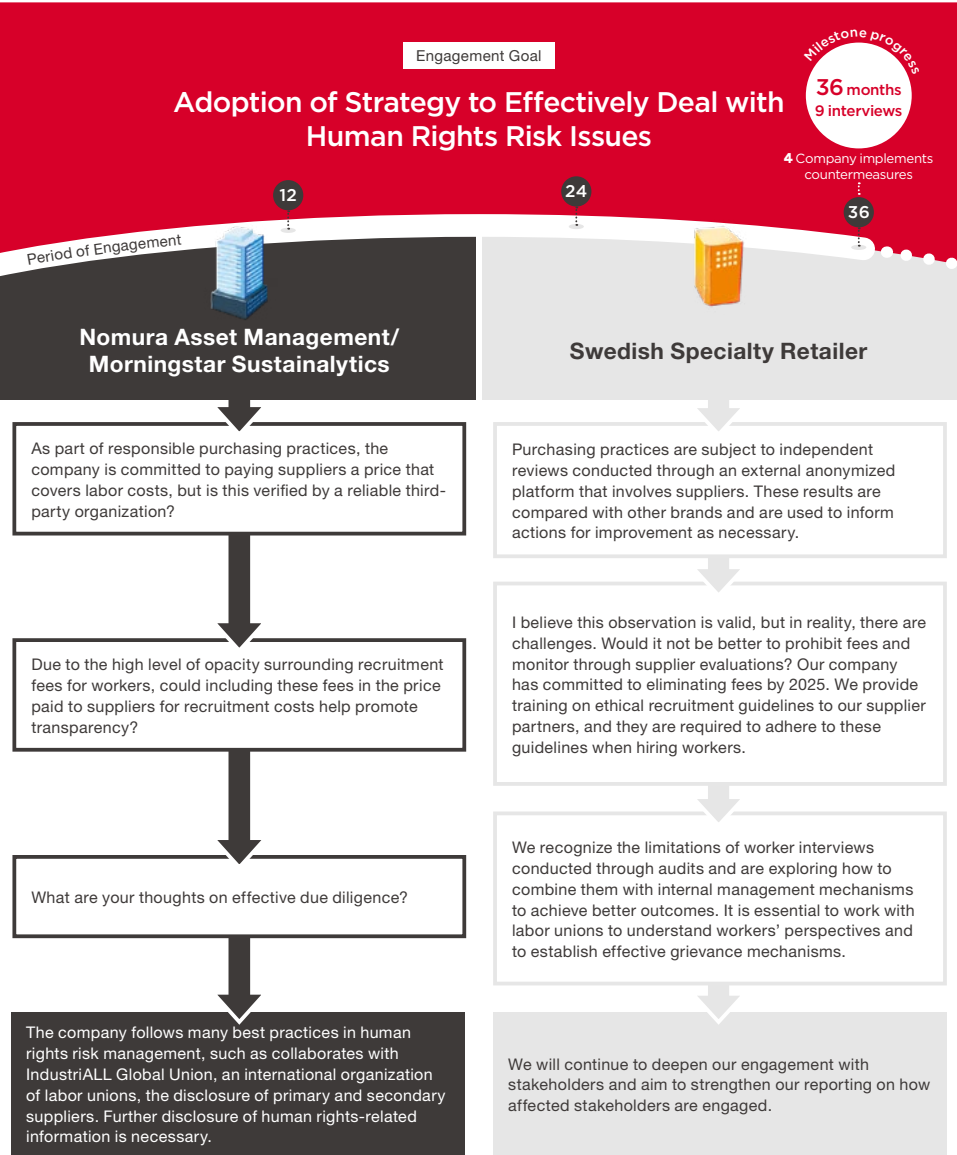 Engagement Goal
Adoption of Strategy to Effectively Deal with
Human Rights Risk Issues
Milestone progress
36 months
9 interviews
4 Company implements
countermeasures
12
24
36
Period of Engagement
Nomura Asset Management/
Morningstar Sustainalytics
Swedish Specialty Retailer
As part of responsible purchasing practices, the
company is committed to paying suppliers a price that
covers labor costs, but is this verified by a reliable third-
party organization?
Purchasing practices are subject to independent
reviews conducted through an external anonymized
platform that involves suppliers. These results are
compared with other brands and are used to inform
actions for improvement as necessary.
Due to the high level of opacity surrounding recruitment
fees for workers, could including these fees in the price
paid to suppliers for recruitment costs help promote
transparency?
I believe this observation is valid, but in reality, there are
challenges. Would it not be better to prohibit fees and
monitor through supplier evaluations? Our company
has committed to eliminating fees by 2025. We provide
training on ethical recruitment guidelines to our supplier
partners, and they are required to adhere to these
guidelines when hiring workers.
What are your thoughts on effective due diligence?
We recognize the limitations of worker interviews
conducted through audits and are exploring how to
combine them with internal management mechanisms
to achieve better outcomes. It is essential to work with
labor unions to understand workers' perspectives and
to establish effective grievance mechanisms.
The company follows many best practices in human
rights risk management, such as collaborates with
IndustriALL Global Union, an international organization
of labor unions, the disclosure of primary and secondary
suppliers. Further disclosure of human rights-related
information is necessary.
We will continue to deepen our engagement with
stakeholders and aim to strengthen our reporting on how
affected stakeholders are engaged.